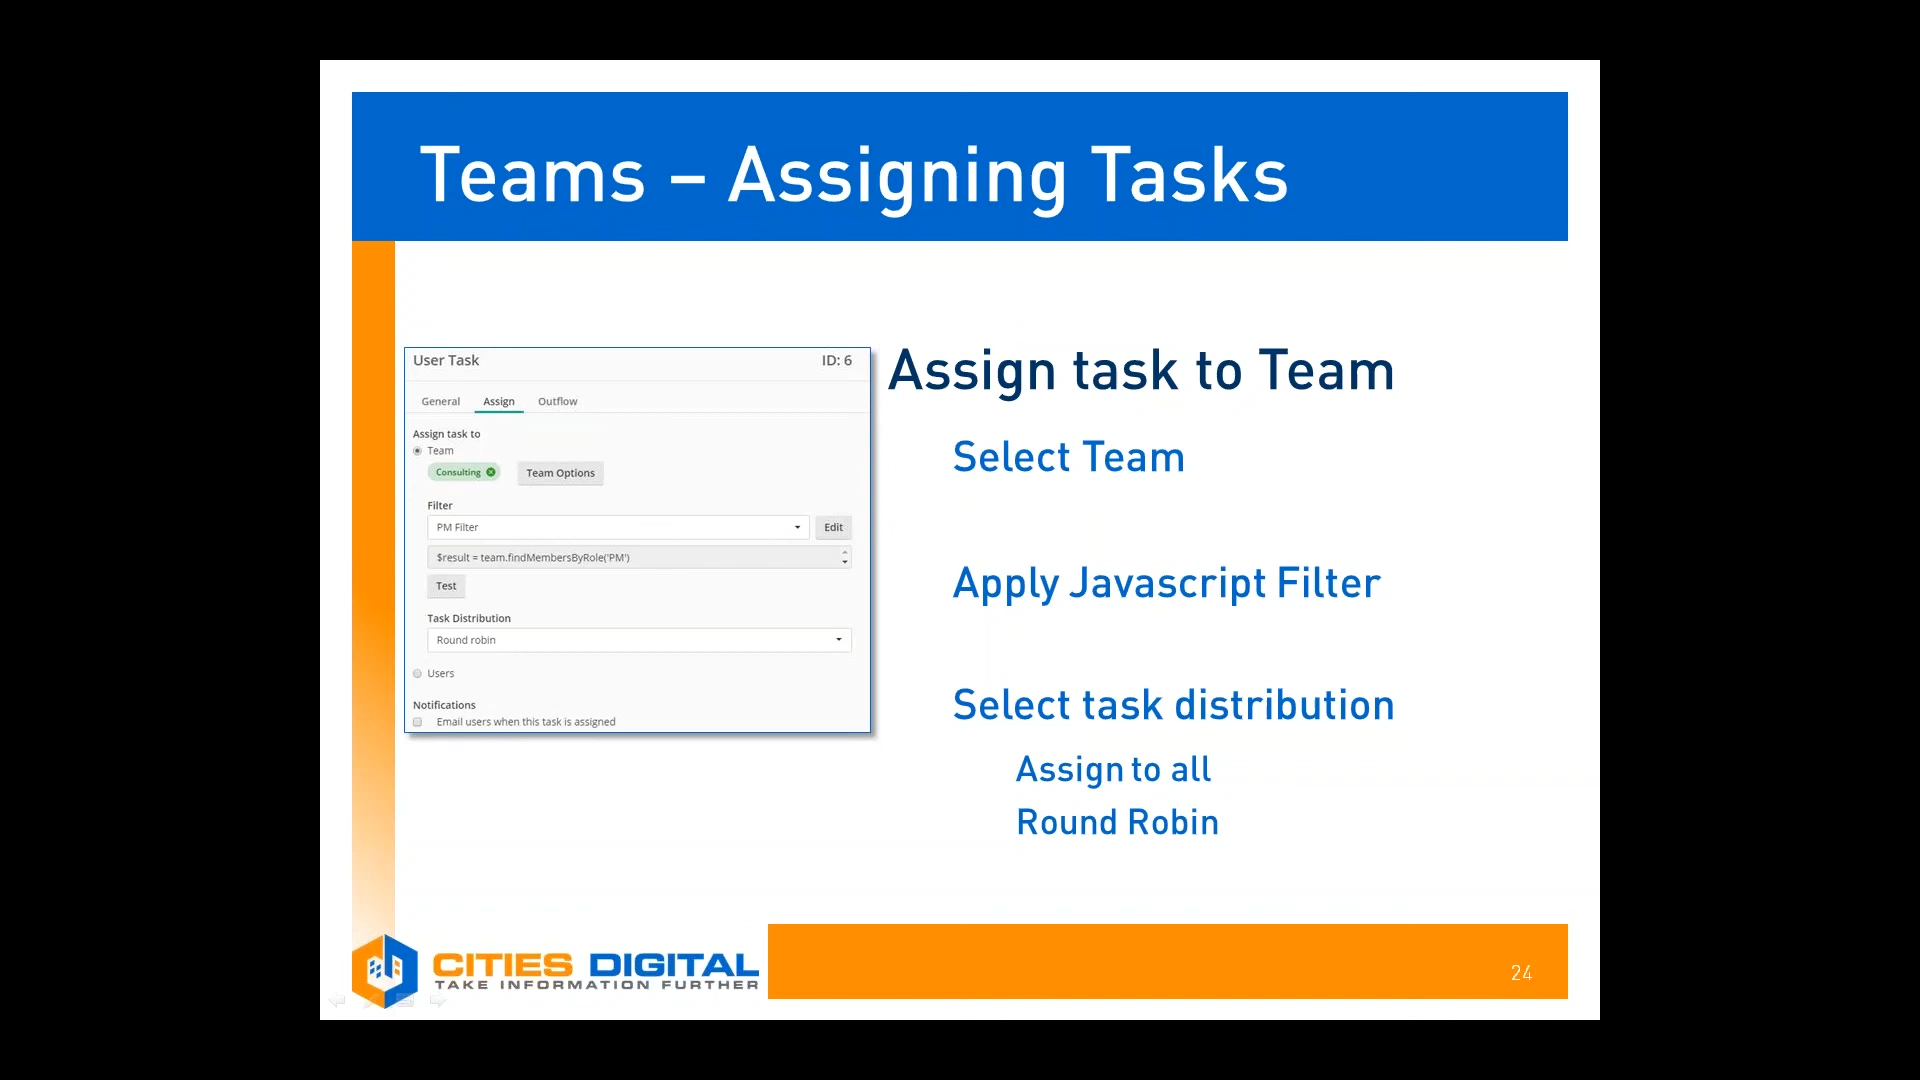 Teams – Assigning Tasks
User Task ID: 6
General Assign Outflow
Assign task to
Team
Consulting Team Options
Filter
PM Filter Edit
$result = team.findMembersByRole('PM')
Test
Task Distribution
Round robin
Users
Notifications
Email users when this task is assigned
Assign task to Team
Select Team
Apply Javascript Filter
Select task distribution
Assign to all
Round Robin
CITIES DIGITAL
TAKE INFORMATION FURTHER
24